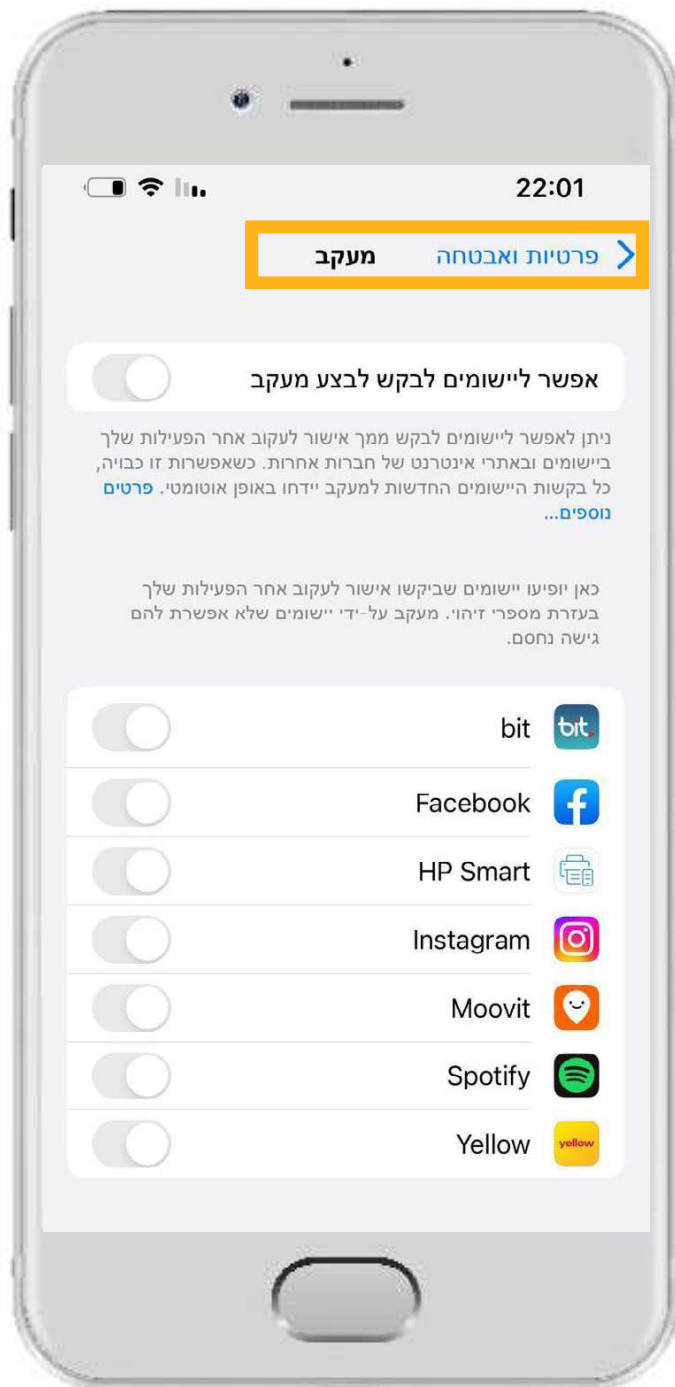 22:01
פרטיות ואבטחה מעקב
אפשר ליישומים לבקש לבצע מעקב
ניתן לאפשר ליישומים לבקש ממך אישור לעקוב אחר הפעילות שלך
ביישומים ובאתרי אינטרנט של חברות אחרות. כשאפשרות זו כבויה,
כל בקשות היישומים החדשות למעקב יידחו באופן אוטומטי. פרטים
נוספים...
כאן יופיעו יישומים שביקשו אישור לעקוב אחר הפעילות שלך
בעזרת מספרי זיהוי. מעקב על-ידי יישומים שלא אפשרת להם
גישה נחסם.
bit bit
Facebook
HP Smart
Instagram
Moovit
Spotify
Yellow yellow